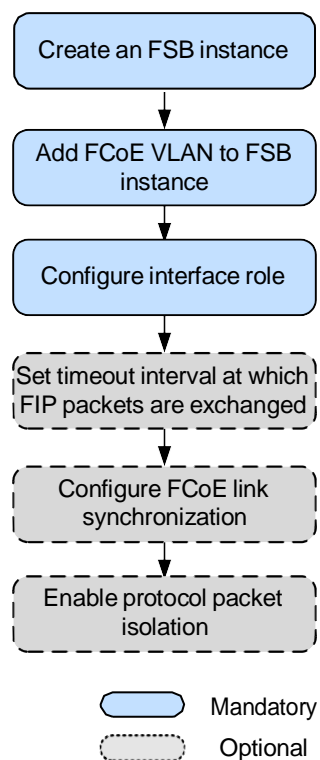 Create an FSB instance
Add FCoE VLAN to FSB
instance
Configure interface role
Set timeout interval at which
FIP packets are exchanged
Configure FCoE link
synchronization
Enable protocol packet
isolation
Mandatory
Optional